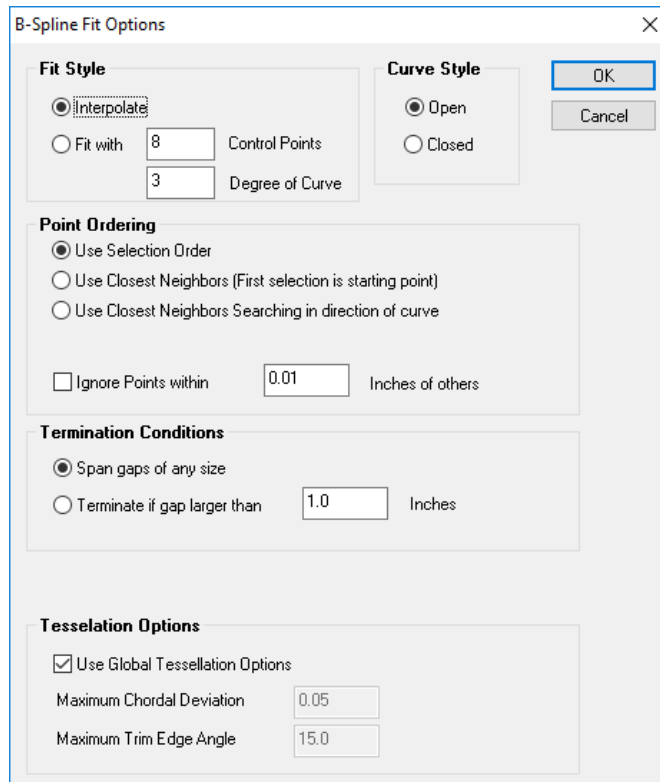 B-Spline Fit Options
Fit Style
Interpolate
Fit with 8 Control Points
3 Degree of Curve
Curve Style
Open
Closed
OK
Cancel
Point Ordering
Use Selection Order
Use Closest Neighbors (First selection is starting point)
Use Closest Neighbors Searching in direction of curve
Ignore Points within 0.01 Inches of others
Termination Conditions
Span gaps of any size
Terminate if gap larger than 1.0 Inches
Tesselation Options
Use Global Tessellation Options
Maximum Chordal Deviation 0.05
Maximum Trim Edge Angle 15.0